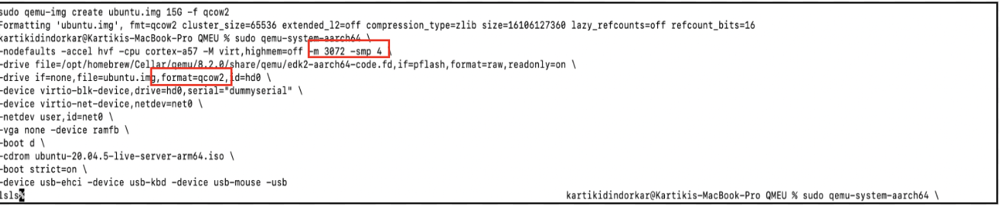 sudo qemu-img create ubuntu.img 15G -f qcow2
Formatting 'ubuntu.img', fmt=qcow2 cluster_size=65536 extended_l2=off compression_type=zlib size=16106127360 lazy_refcounts=off refcount_bits=16
kartikidindorkar@Kartikis-MacBook-Pro QMEU % sudo qemu-system-aarch64 \
-nodefaults -accel hvf -cpu cortex-a57 -M virt,highmem=off -m 3072 -smp 4 \
-drive file=/opt/homebrew/Cellar/qemu/8.2.0/share/qemu/edk2-aarch64-code.fd,if=pflash,format=raw,readonly=on \
-drive if=none,file=ubuntu.img,format=qcow2,id=hd0 \
-device virtio-blk-device,drive=hd0,serial="dummyserial" \
-device virtio-net-device,netdev=net0 \
-netdev user,id=net0 \
-vga none -device ramfb \
-boot d \
-cdrom ubuntu-20.04.5-live-server-arm64.iso \
-boot strict=on \
-device usb-ehci -device usb-kbd -device usb-mouse -usb
lsls% kartikidindorkar@Kartikis-MacBook-Pro QMEU % sudo qemu-system-aarch64 \